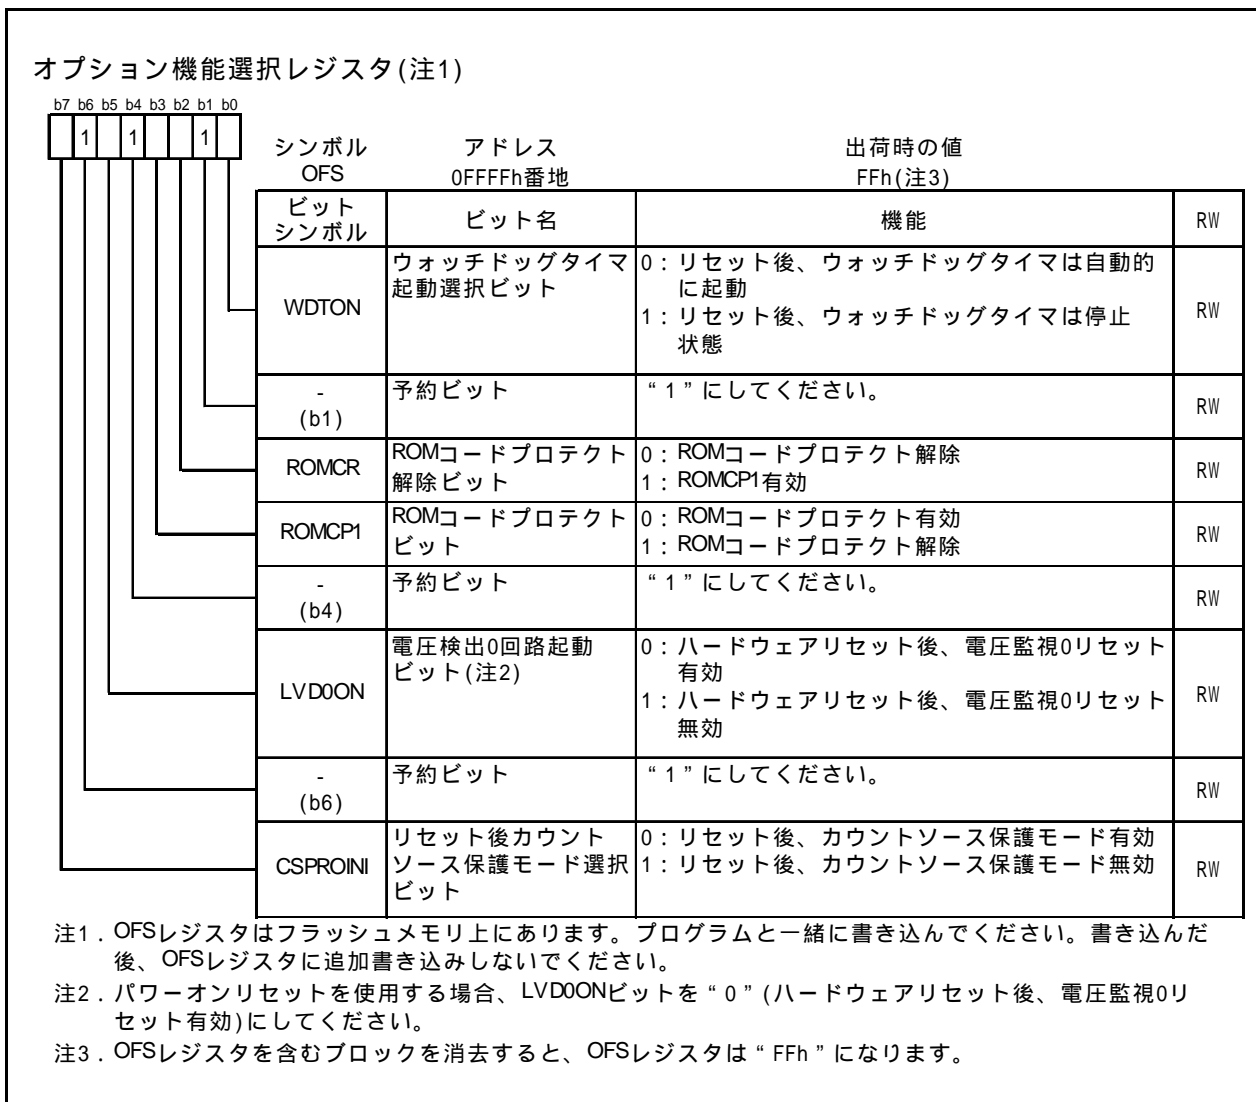 オプション機能選択レジスタ(注1)
b7 b6 b5 b4 b3 b2 b1 b0
1 1 1
シンボル アドレス 出荷時の値
OFS 0FFFFh番地 FFh(注3)
ビット
シンボル ビット名 機能 RW
WDTON
ウォッチドッグタイマ
起動選択ビット
0：リセット後、ウォッチドッグタイマは自動的
に起動
1：リセット後、ウォッチドッグタイマは停止
状態
RW
-
(b1)
予約ビット
“1”にしてください。
RW
ROMCR
ROMコードプロテクト
解除ビット
0：ROMコードプロテクト解除
1：ROMCP1有効
RW
ROMCP1
ROMコードプロテクト
ビット
0：ROMコードプロテクト有効
1：ROMコードプロテクト解除
RW
-
(b4)
予約ビット
“1”にしてください。
RW
LVD0ON
電圧検出0回路起動
ビット(注2)
0：ハードウェアリセット後、電圧監視0リセット
有効
1：ハードウェアリセット後、電圧監視0リセット
無効
RW
-
(b6)
予約ビット
“1”にしてください。
RW
CSPROINI
リセット後カウント
ソース保護モード選択
ビット
0：リセット後、カウントソース保護モード有効
1：リセット後、カウントソース保護モード無効
RW
注1．OFSレジスタはフラッシュメモリ上にあります。プログラムと一緒に書き込んでください。書き込んだ
後、OFSレジスタに追加書き込みしないでください。
注2．パワーオンリセットを使用する場合、LVD0ONビットを“0”(ハードウェアリセット後、電圧監視0リ
セット有効)にしてください。
注3．OFSレジスタを含むブロックを消去すると、OFSレジスタは“FFh”になります。